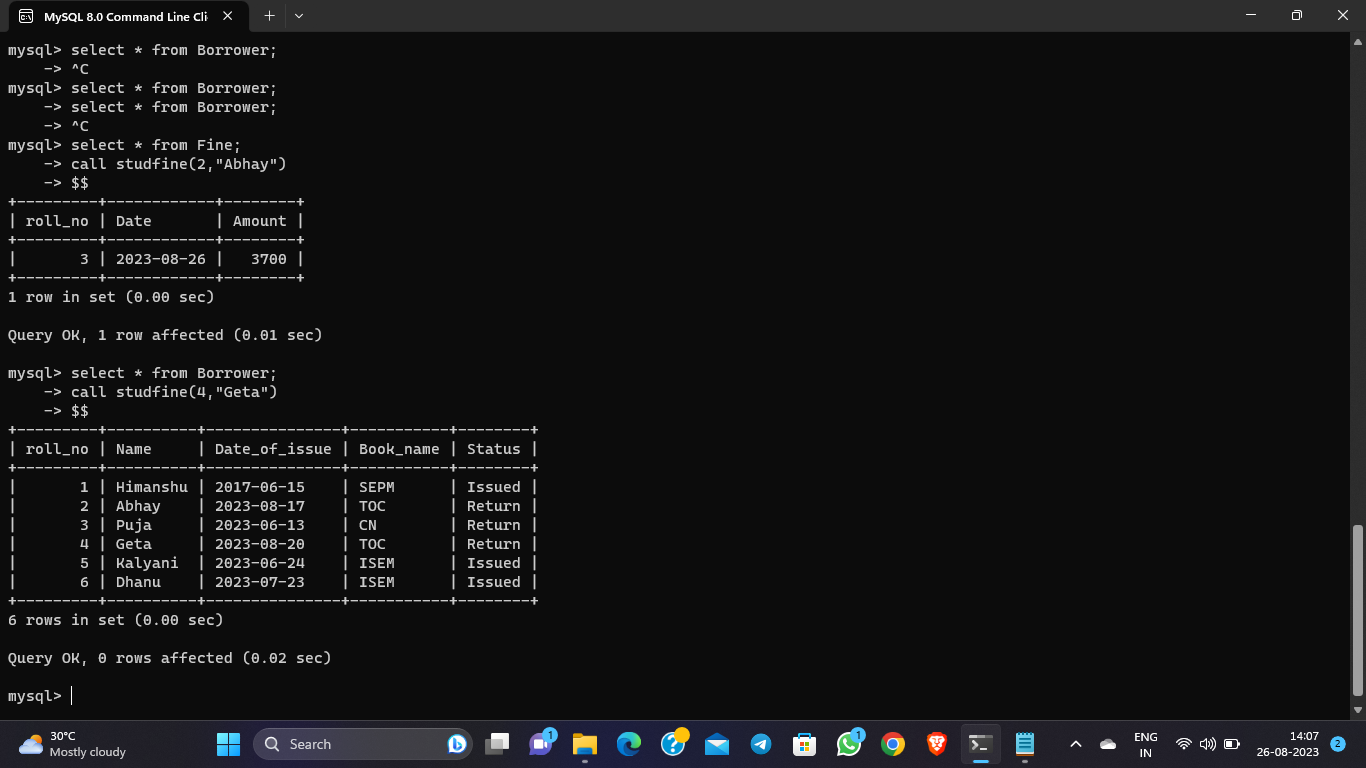 MySQL 8.0 Command Line Cli
mysql> select * from Borrower;
    -> ^C
mysql> select * from Borrower;
    -> select * from Borrower;
    -> ^C
mysql> select * from Fine;
    -> call studfine(2,"Abhay")
    -> $$
+---------+------------+--------+
| roll_no | Date       | Amount |
+---------+------------+--------+
|       3 | 2023-08-26 |   3700 |
+---------+------------+--------+
1 row in set (0.00 sec)
Query OK, 1 row affected (0.01 sec)
mysql> select * from Borrower;
    -> call studfine(4,"Geta")
    -> $$
+---------+----------+---------------+-----------+--------+
| roll_no | Name     | Date_of_issue | Book_name | Status |
+---------+----------+---------------+-----------+--------+
|       1 | Himanshu | 2017-06-15    | SEPM      | Issued |
|       2 | Abhay    | 2023-08-17    | TOC       | Return |
|       3 | Puja     | 2023-06-13    | CN        | Return |
|       4 | Geta     | 2023-08-20    | TOC       | Return |
|       5 | Kalyani  | 2023-06-24    | ISEM      | Issued |
|       6 | Dhanu    | 2023-07-23    | ISEM      | Issued |
+---------+----------+---------------+-----------+--------+
6 rows in set (0.00 sec)
Query OK, 0 rows affected (0.02 sec)
mysql>
30°C
Mostly cloudy
Search
1
1
ENG
IN
14:07
26-08-2023
2